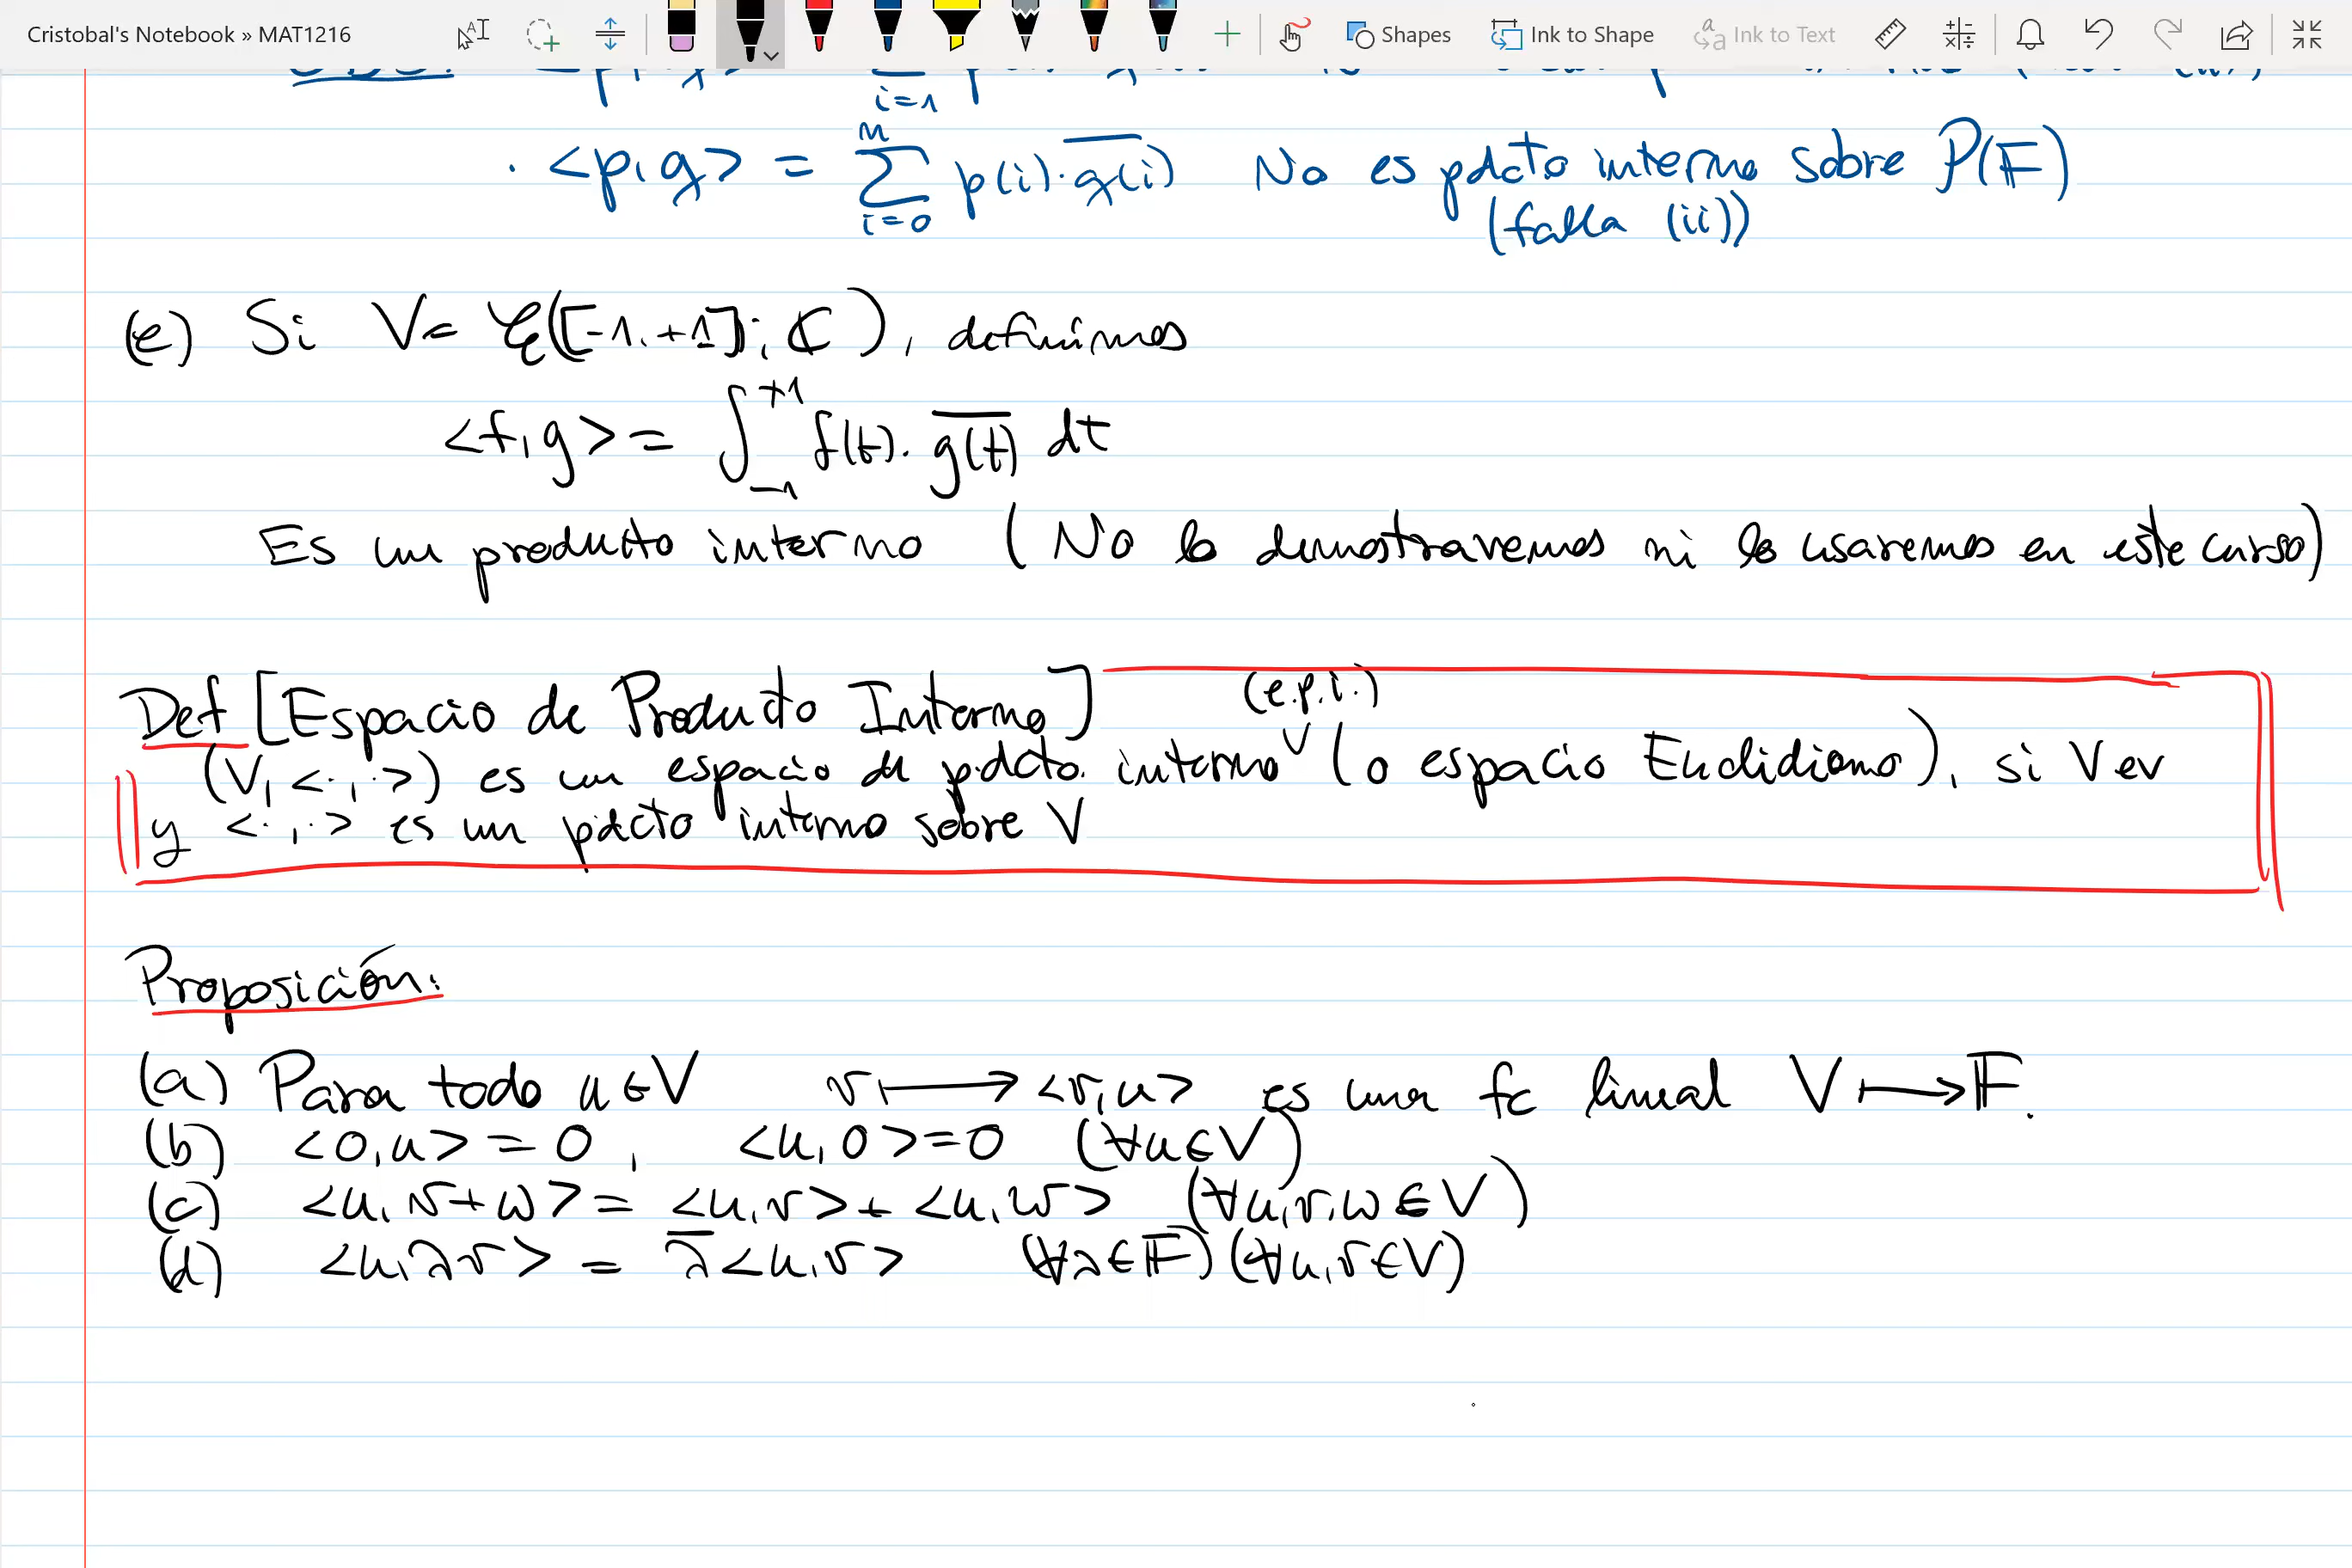 Cristobal's Notebook » MAT1216
Shapes Ink to Shape Ink to Text
i=1
· <p,q> = ∑_{i=0}^{m} p(i)·\overline{q(i)} No es pdcto interno sobre P(F)
(falla (ii))
(e) Si V= 𝒞([-1,+1]; ℂ), definimos
<f,g> = ∫_{-1}^{+1} f(t)·\overline{g(t)} dt
Es un producto interno (No lo demostraremos ni lo usaremos en este curso)
Def [Espacio de Producto Interno]
(V, <·,·>) es un espacio de pdcto. interno (e.p.i.) (o espacio Euclidiano), si V ev
y <·,·> es un pdcto interno sobre V
Proposición:
(a) Para todo u∈V v ⟼ <v,u> es una fc lineal V ⟼ 𝔽.
(b) <0,u> = 0, <u,0> = 0 (∀u∈V)
(c) <u,v+w> = <u,v> + <u,w> (∀u,v,w∈V)
(d) <u,λv> = \overline{λ}<u,v> (∀λ∈𝔽)(∀u,v∈V)